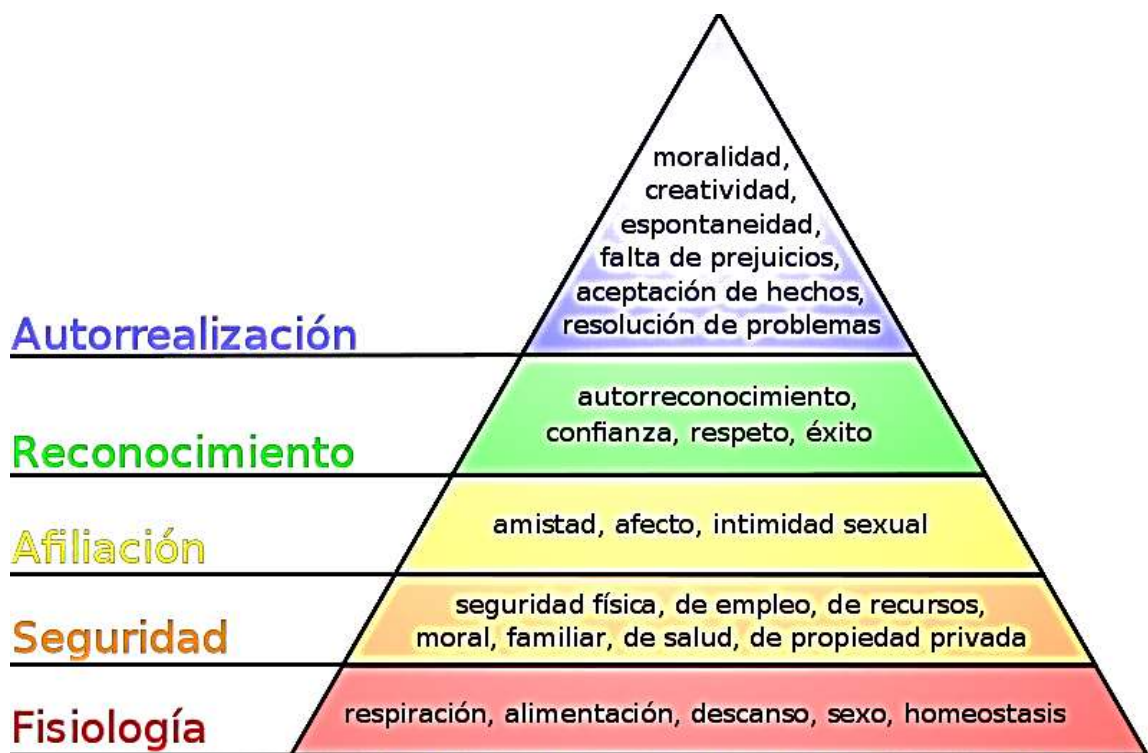 moralidad,
creatividad,
espontaneidad,
falta de prejuicios,
aceptación de hechos,
resolución de problemas
Autorrealización
autorreconocimiento,
confianza, respeto, éxito
Reconocimiento
amistad, afecto, intimidad sexual
Afiliación
seguridad física, de empleo, de recursos,
moral, familiar, de salud, de propiedad privada
Seguridad
respiración, alimentación, descanso, sexo, homeostasis
Fisiología